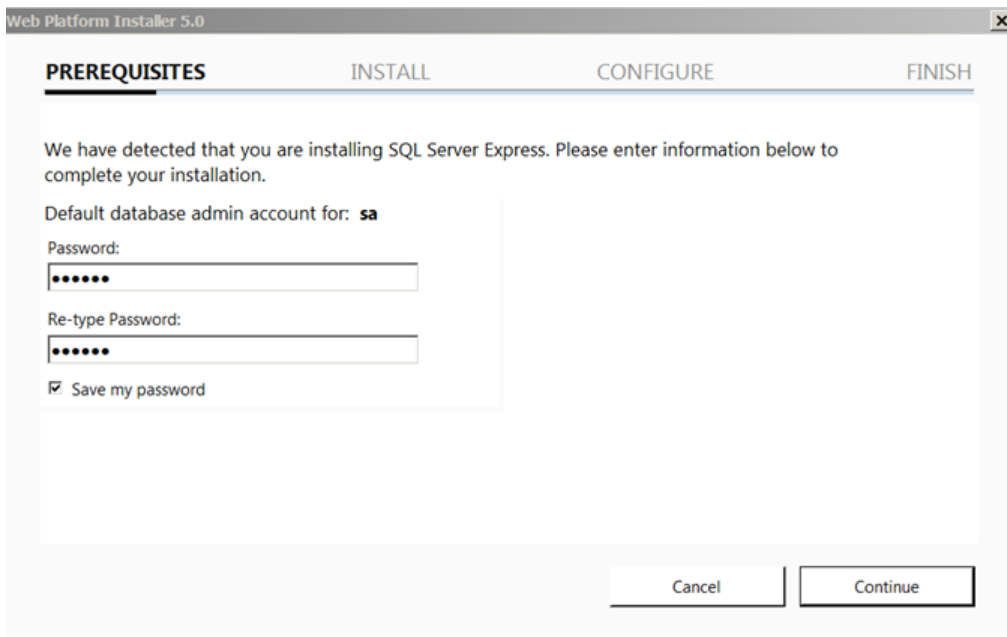 Web Platform Installer 5.0
PREREQUISITES INSTALL CONFIGURE FINISH
We have detected that you are installing SQL Server Express. Please enter information below to
complete your installation.
Default database admin account for: sa
Password:
••••••
Re-type Password:
••••••
Save my password
Cancel Continue